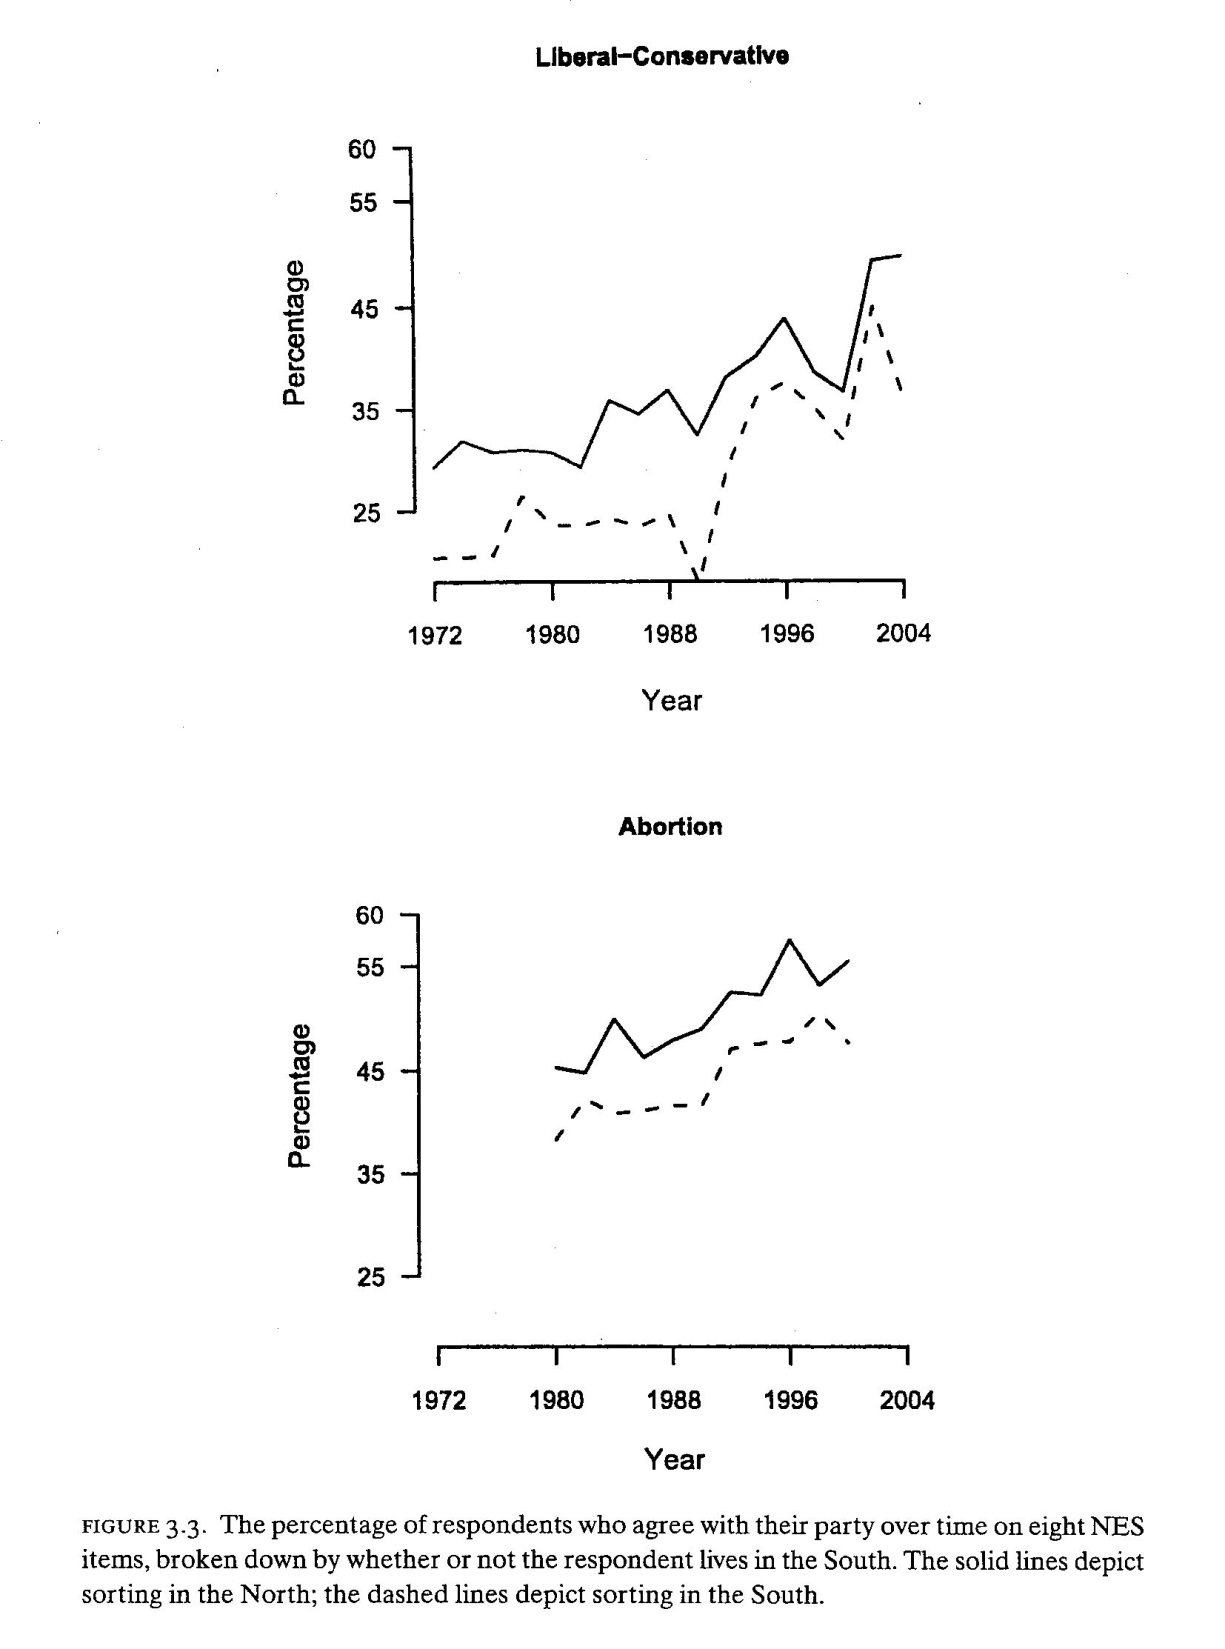 Liberal–Conservative
60
55
45
35
25
Percentage
1972 1980 1988 1996 2004
Year
Abortion
60
55
45
35
25
Percentage
1972 1980 1988 1996 2004
Year
FIGURE 3.3. The percentage of respondents who agree with their party over time on eight NES
items, broken down by whether or not the respondent lives in the South. The solid lines depict
sorting in the North; the dashed lines depict sorting in the South.